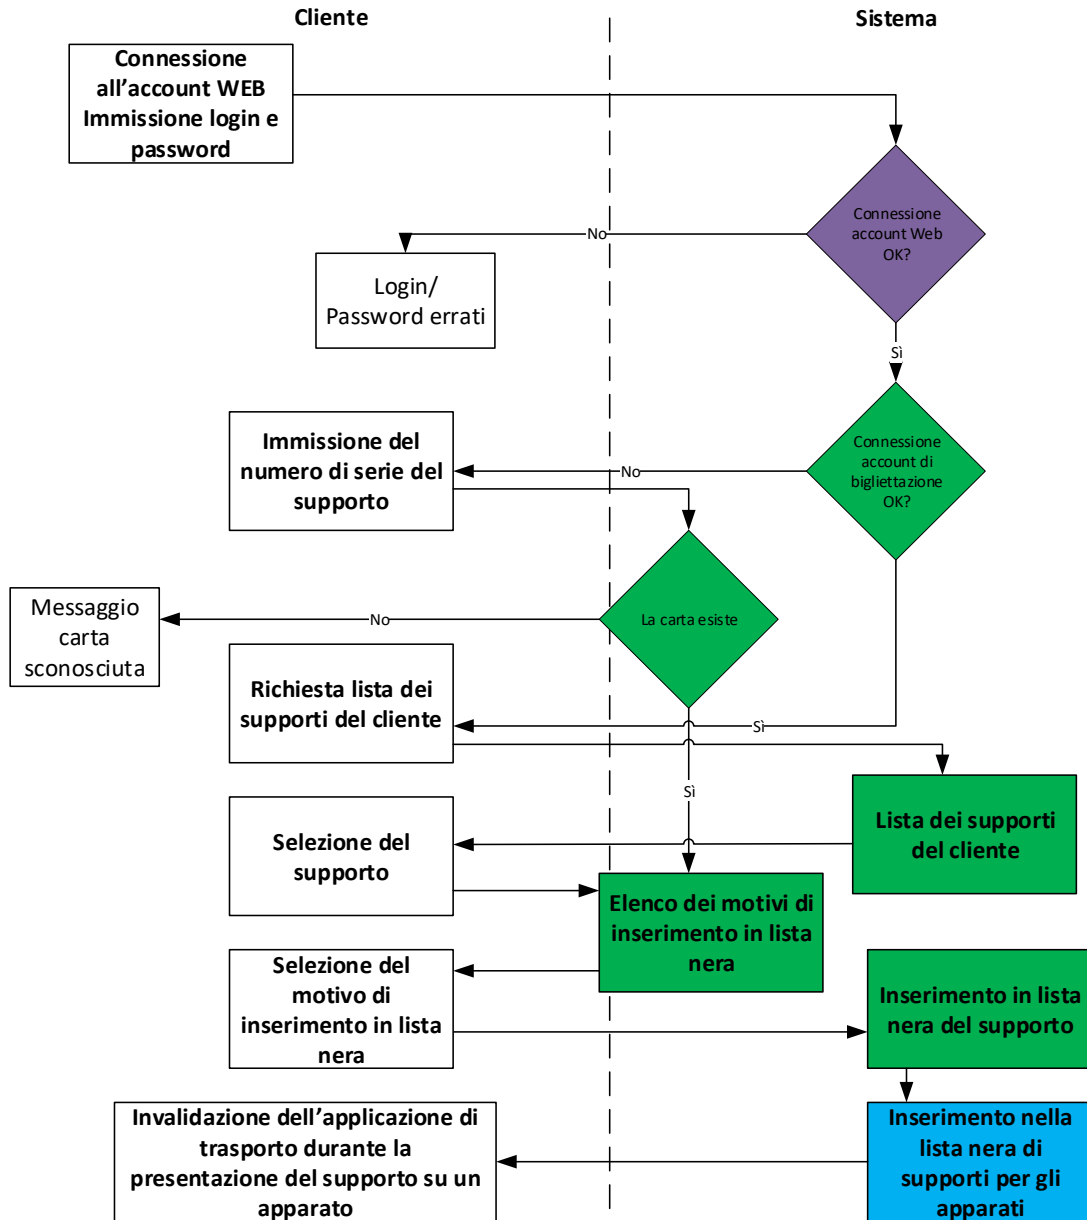 Cliente
Sistema
Connessione
all'account WEB
Immissione login e
password
Connessione
account Web
OK?
No
Login/
Password errati
Sì
Connessione
account di
bigliettazione
OK?
No
Immissione del
numero di serie del
supporto
La carta esiste
No
Messaggio
carta
sconosciuta
Richiesta lista dei
supporti del cliente
Sì
Sì
Lista dei supporti
del cliente
Selezione del
supporto
Elenco dei motivi di
inserimento in lista
nera
Selezione del
motivo di
inserimento in lista
nera
Inserimento in lista
nera del supporto
Invalidazione dell'applicazione di
trasporto durante la
presentazione del supporto su un
apparato
Inserimento nella
lista nera di
supporti per gli
apparati